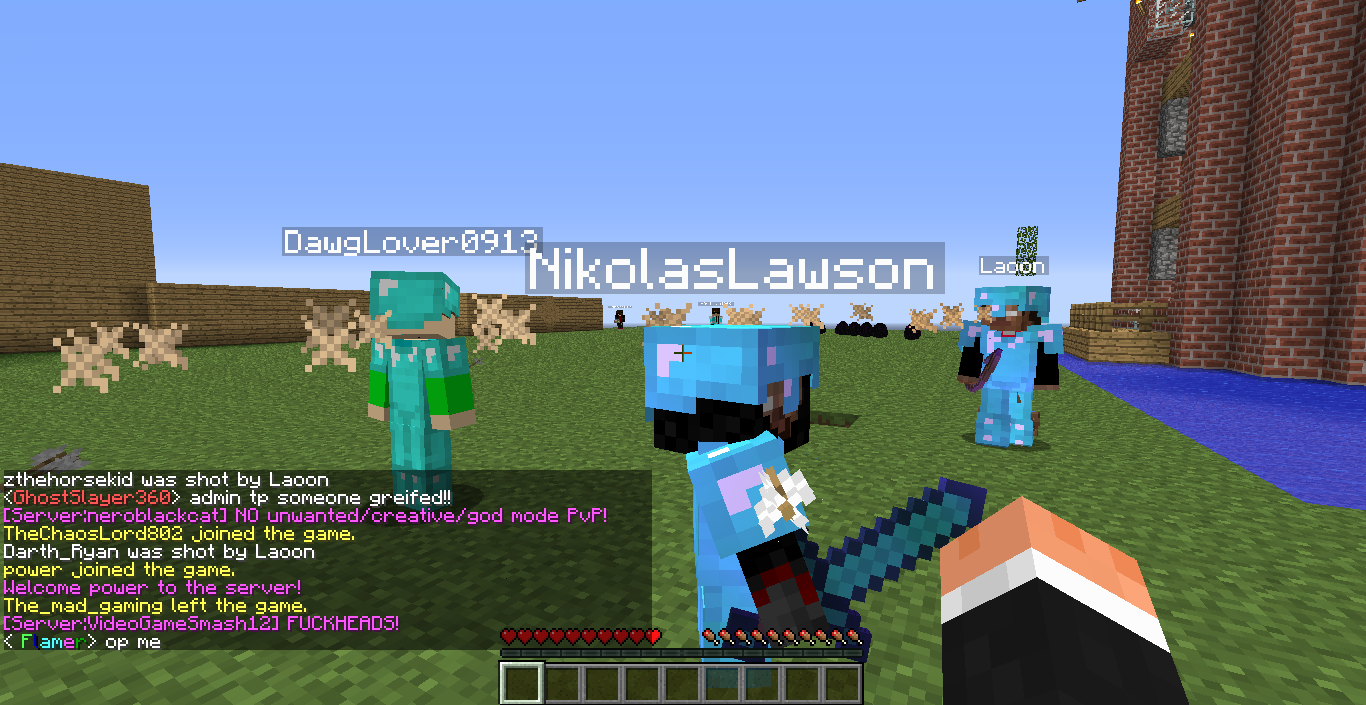 DawgLover0913
NikolasLawson
Laoon
zthehorsekid was shot by Laoon
<GhostSlayer360> admin tp someone greifed!!
[Server:neroblackcat] NO unwanted/creative/god mode PvP!
TheChaosLord802 joined the game.
Darth_Ryan was shot by Laoon
power joined the game.
Welcome power to the server!
The_mad_gaming left the game.
[Server:VideoGameSmash12] FUCKHEADS!
< Flamer> op me